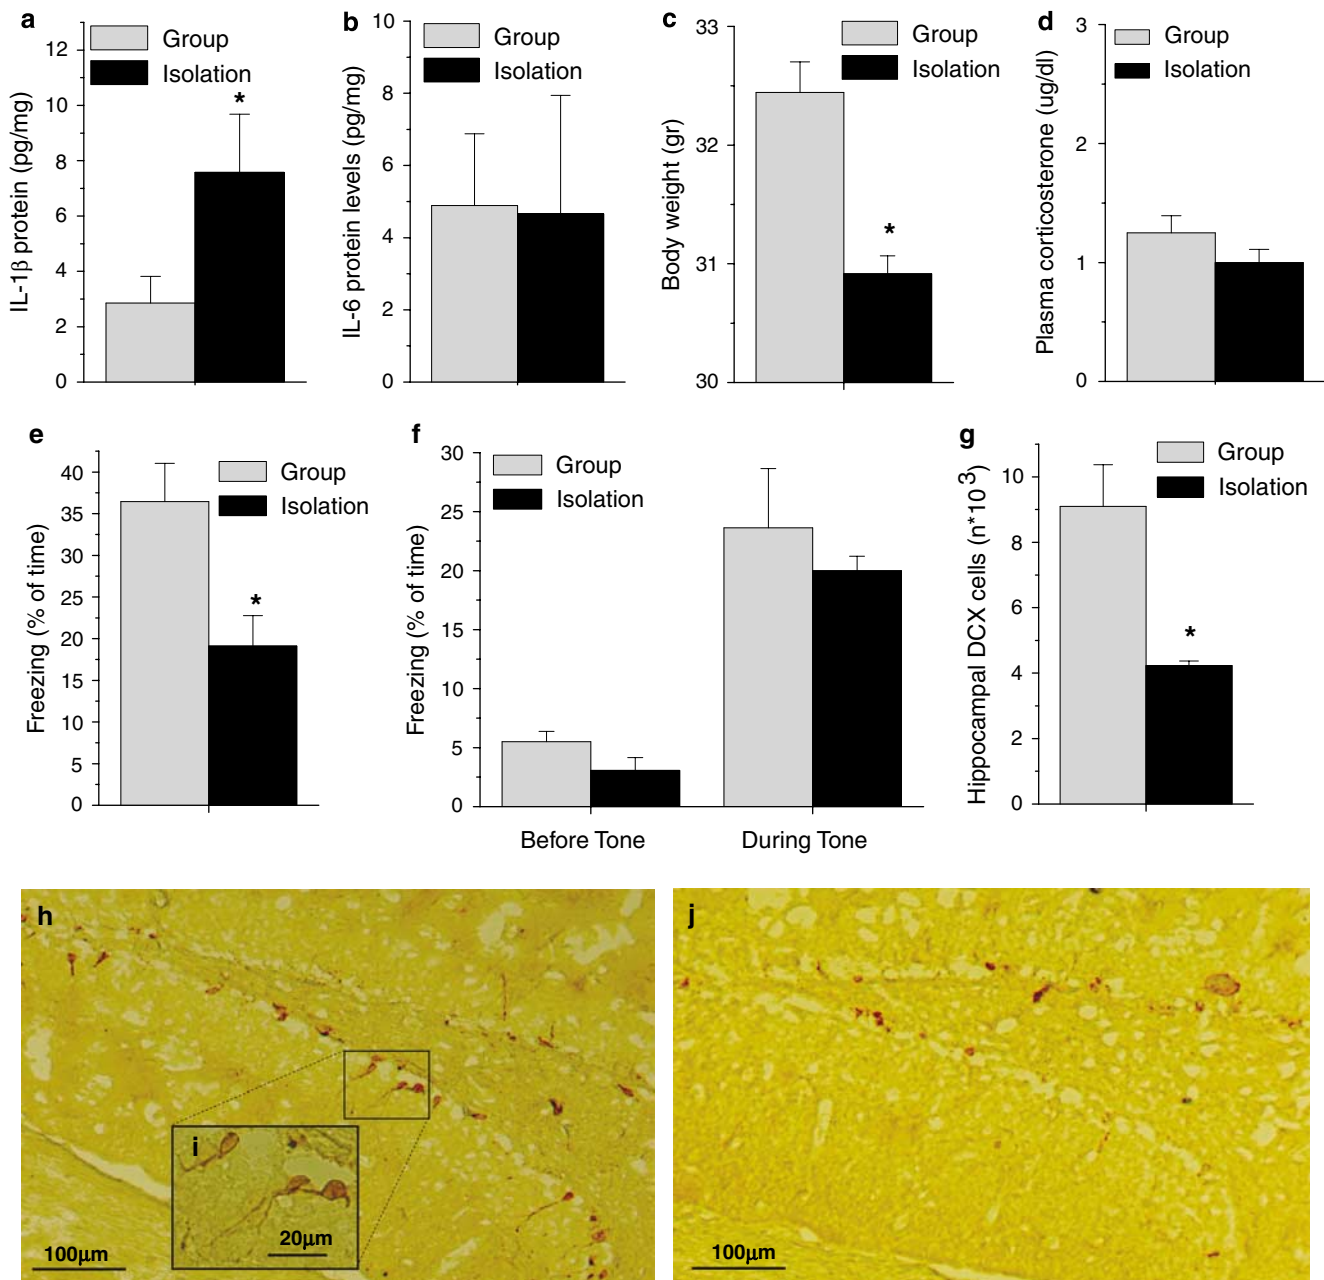 a
Group
Isolation
*
IL-1β protein (pg/mg)
12
10
8
6
4
2
0
b
Group
Isolation
IL-6 protein levels (pg/mg)
10
8
6
4
2
0
c
Group
Isolation
*
Body weight (gr)
33
32
31
30
d
Group
Isolation
Plasma corticosterone (ug/dl)
3
2
1
0
e
Group
Isolation
*
Freezing (% of time)
40
35
30
25
20
15
10
5
0
f
Group
Isolation
Freezing (% of time)
30
25
20
15
10
5
0
Before Tone
During Tone
g
Group
Isolation
*
Hippocampal DCX cells (n*10³)
10
8
6
4
2
0
h
i
20μm
100μm
j
100μm